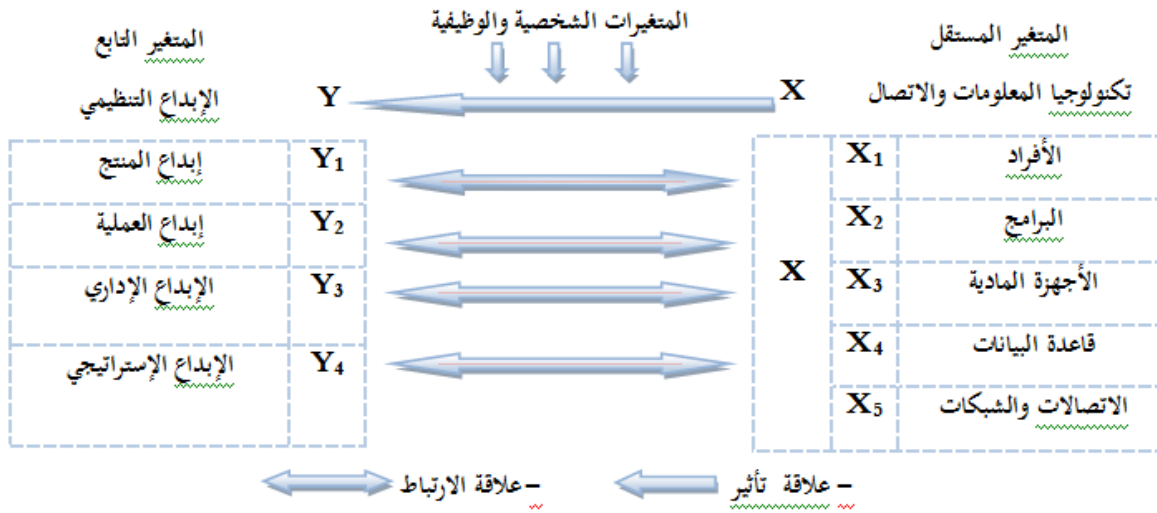 المتغيرات الشخصية والوظيفية
المتغير المستقل
المتغير التابع
تكنولوجيا المعلومات والاتصال X
Y الإبداع التنظيمي
X
X1 الأفراد
X2 البرامج
X3 الأجهزة المادية
X4 قاعدة البيانات
X5 الاتصالات والشبكات
Y1 إبداع المنتج
Y2 إبداع العملية
Y3 الإبداع الإداري
Y4 الإبداع الإستراتيجي
– علاقة تأثير
–علاقة الارتباط